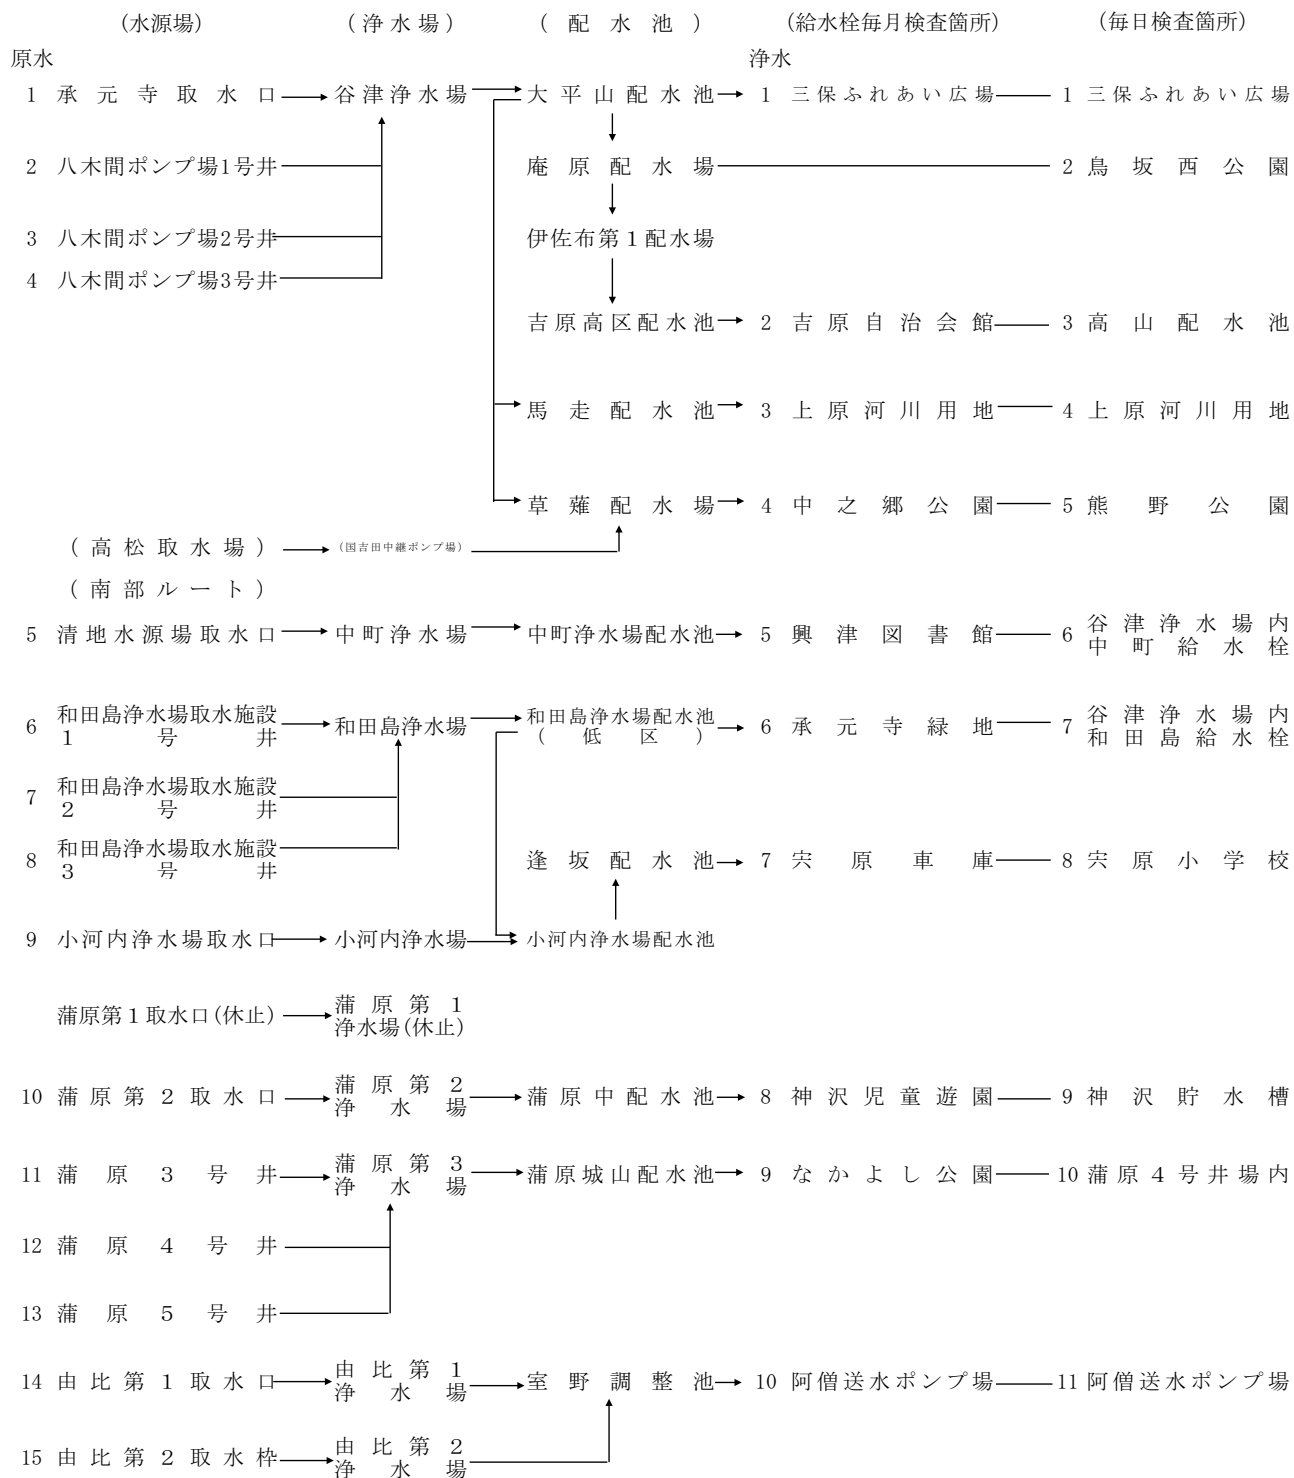 (水源場) (浄水場) (配水池) (給水栓毎月検査箇所) (毎日検査箇所)
原水 浄水
1 承元寺取水口 谷津浄水場 大平山配水池 1 三保ふれあい広場 1 三保ふれあい広場
2 八木間ポンプ場1号井 庵原配水場 2 鳥坂西公園
3 八木間ポンプ場2号井 伊佐布第１配水場
4 八木間ポンプ場3号井
吉原高区配水池 2 吉原自治会館 3 高山配水池
馬走配水池 3 上原河川用地 4 上原河川用地
草薙配水場 4 中之郷公園 5 熊野公園
(高松取水場) (国吉田中継ポンプ場)
(南部ルート)
5 清地水源場取水口 中町浄水場 中町浄水場配水池 5 興津図書館 6 谷津浄水場内
中町給水栓
6 和田島浄水場取水施設 和田島浄水場 和田島浄水場配水池 6 承元寺緑地 7 谷津浄水場内
１号井 (低区) 和田島給水栓
7 和田島浄水場取水施設
２号井
8 和田島浄水場取水施設 逢坂配水池 7 宍原車庫 8 宍原小学校
３号井
9 小河内浄水場取水口 小河内浄水場 小河内浄水場配水池
蒲原第１取水口(休止) 蒲原第１
浄水場(休止)
10 蒲原第２取水口 蒲原第２ 蒲原中配水池 8 神沢児童遊園 9 神沢貯水槽
浄水場
11 蒲原３号井 蒲原第３ 蒲原城山配水池 9 なかよし公園 10 蒲原４号井場内
浄水場
12 蒲原４号井
13 蒲原５号井
14 由比第１取水口 由比第１ 室野調整池 10 阿僧送水ポンプ場 11 阿僧送水ポンプ場
浄水場
15 由比第２取水枠 由比第２
浄水場